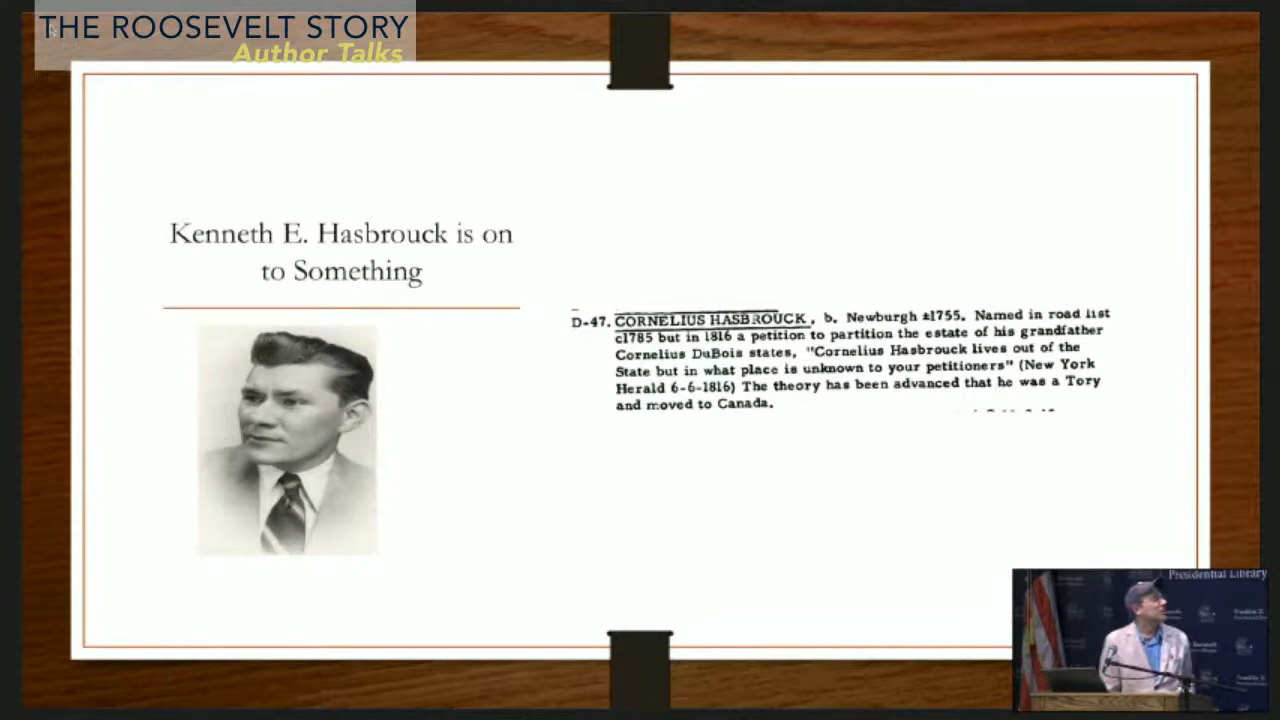 THE ROOSEVELT STORY
Author Talks
Kenneth E. Hasbrouck is on
to Something
D-47. CORNELIUS HASBROUCK, b. Newburgh ±1755. Named in road list
c1785 but in 1816 a petition to partition the estate of his grandfather
Cornelius DuBois states, "Cornelius Hasbrouck lives out of the
State but in what place is unknown to your petitioners" (New York
Herald 6-6-1816) The theory has been advanced that he was a Tory
and moved to Canada.
Presidential Library
Franklin D.
Roosevelt